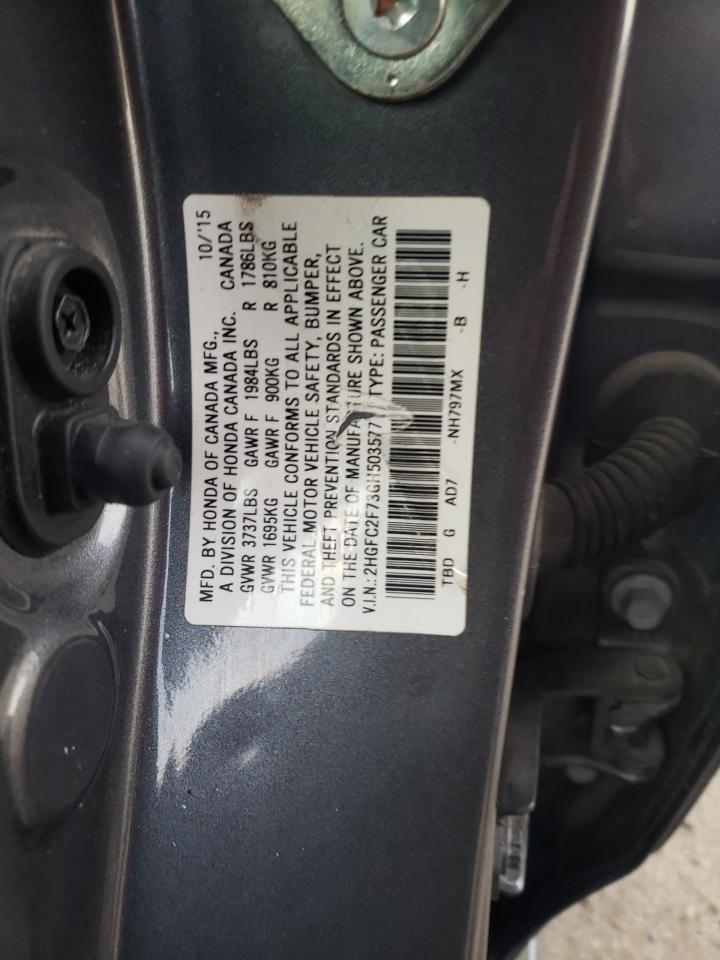 MFD. BY HONDA OF CANADA MFG., 10/'15
A DIVISION OF HONDA CANADA INC. CANADA
GVWR 3737LBS GAWR F 1984LBS R 1786LBS
GVWR 1695KG GAWR F 900KG R 810KG
THIS VEHICLE CONFORMS TO ALL APPLICABLE
FEDERAL MOTOR VEHICLE SAFETY, BUMPER,
AND THEFT PREVENTION STANDARDS IN EFFECT
ON THE DATE OF MANUFACTURE SHOWN ABOVE.
V.I.N.: 2HGFC2F73GH503577 TYPE: PASSENGER CAR
TBD G AD7 -NH797MX -B -H